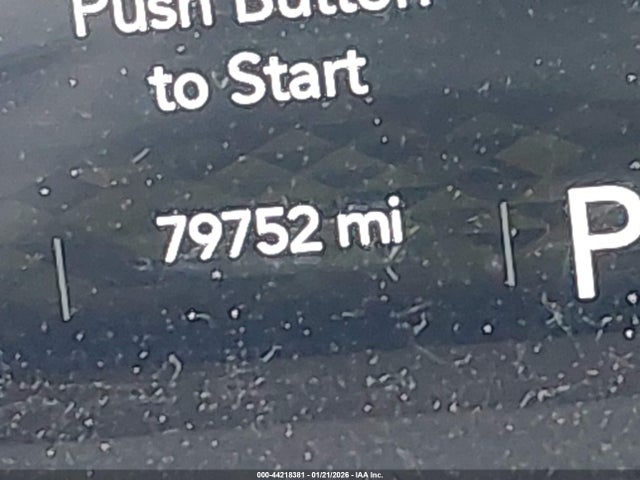 Push Button
to Start
79752 mi
P
000-44218381 - 01/21/2026 - IAA Inc.